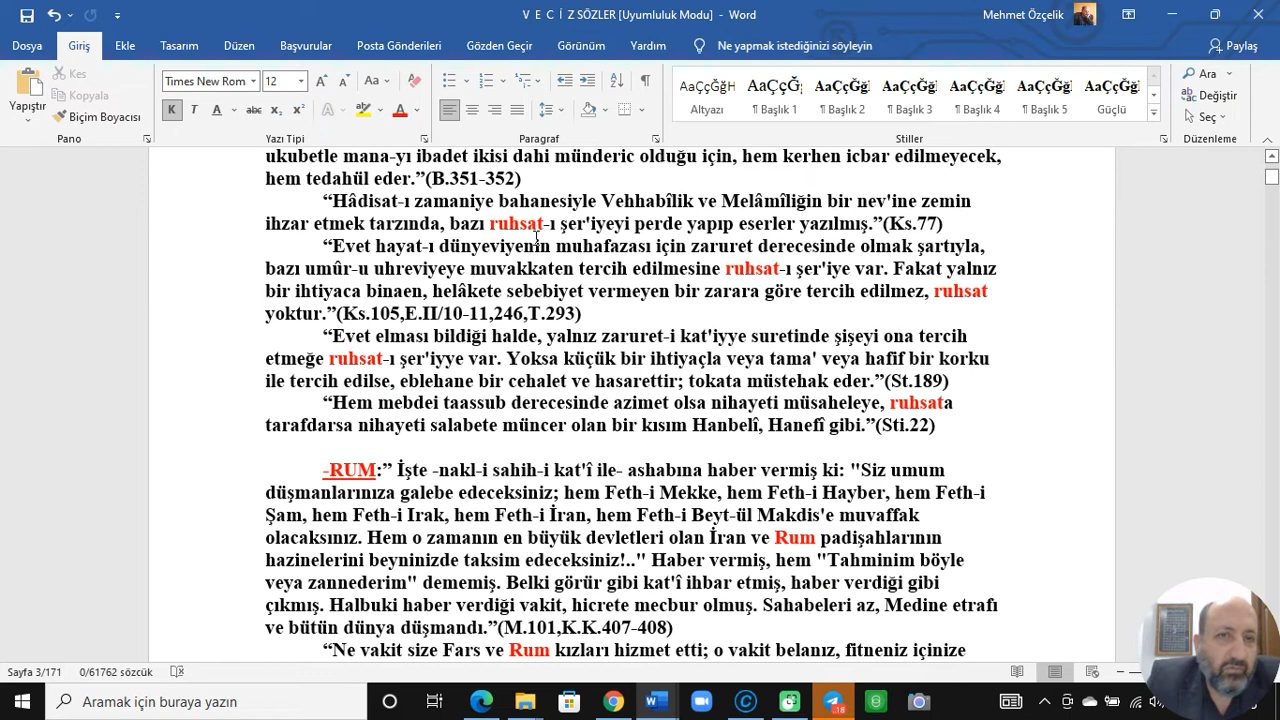 V E C İ Z SÖZLER [Uyumluluk Modu] - Word
Mehmet Özçelik
Dosya Giriş Ekle Tasarım Düzen Başvurular Posta Gönderileri Gözden Geçir Görünüm Yardım Ne yapmak istediğinizi söyleyin Paylaş
Yapıştır
Kes
Kopyala
Biçim Boyacısı
Times New Rom 12
AaÇçĞğH AaÇçĞ AaÇçĞğ AaÇçĞğ AaÇçĞğ AaÇçĞğ AaÇçĞğ
Altyazı ¶ Başlık 1 ¶ Başlık 2 ¶ Başlık 3 ¶ Başlık 4 ¶ Başlık 5 Güçlü
Ara
Değiştir
Seç
Pano Yazı Tipi Paragraf Stiller Düzenleme
ukubetle mana-yı ibadet ikisi dahi münderic olduğu için, hem kerhen icbar edilmeyecek,
hem tedahül eder.”(B.351-352)
“Hâdisat-ı zamaniye bahanesiyle Vehhabîlik ve Melâmîliğin bir nev'ine zemin
ihzar etmek tarzında, bazı ruhsat-ı şer'iyeyi perde yapıp eserler yazılmış.”(Ks.77)
“Evet hayat-ı dünyeviyenin muhafazası için zaruret derecesinde olmak şartıyla,
bazı umûr-u uhreviyeye muvakkaten tercih edilmesine ruhsat-ı şer'iye var. Fakat yalnız
bir ihtiyaca binaen, helâkete sebebiyet vermeyen bir zarara göre tercih edilmez, ruhsat
yoktur.”(Ks.105,E.II/10-11,246,T.293)
“Evet elması bildiği halde, yalnız zaruret-i kat'iyye suretinde şişeyi ona tercih
etmeğe ruhsat-ı şer'iyye var. Yoksa küçük bir ihtiyaçla veya tama' veya hafif bir korku
ile tercih edilse, eblehane bir cehalet ve hasarettir; tokata müstehak eder.”(St.189)
“Hem mebdei taassub derecesinde azimet olsa nihayeti müsaheleye, ruhsata
tarafdarsa nihayeti salabete müncer olan bir kısım Hanbelî, Hanefî gibi.”(Sti.22)
-RUM:” İşte -nakl-i sahih-i kat'î ile- ashabına haber vermiş ki: "Siz umum
düşmanlarınıza galebe edeceksiniz; hem Feth-i Mekke, hem Feth-i Hayber, hem Feth-i
Şam, hem Feth-i Irak, hem Feth-i İran, hem Feth-i Beyt-ül Makdis'e muvaffak
olacaksınız. Hem o zamanın en büyük devletleri olan İran ve Rum padişahlarının
hazinelerini beyninizde taksim edeceksiniz!.." Haber vermiş, hem "Tahminim böyle
veya zannederim" dememiş. Belki görür gibi kat'î ihbar etmiş, haber verdiği gibi
çıkmış. Halbuki haber verdiği vakit, hicrete mecbur olmuş. Sahabeleri az, Medine etrafı
ve bütün dünya düşmandı.”(M.101,K.K.407-408)
“Ne vakit size Fars ve Rum kızları hizmet etti; o vakit belanız, fitneniz içinize
Sayfa 3/171 0/61762 sözcük
Aramak için buraya yazın
18